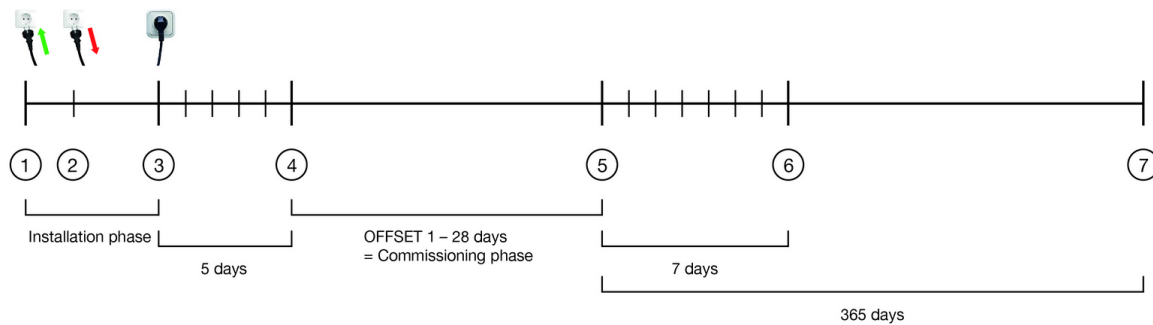 1
2
3
4
5
6
7
Installation phase
5 days
OFFSET 1 – 28 days
= Commissioning phase
7 days
365 days